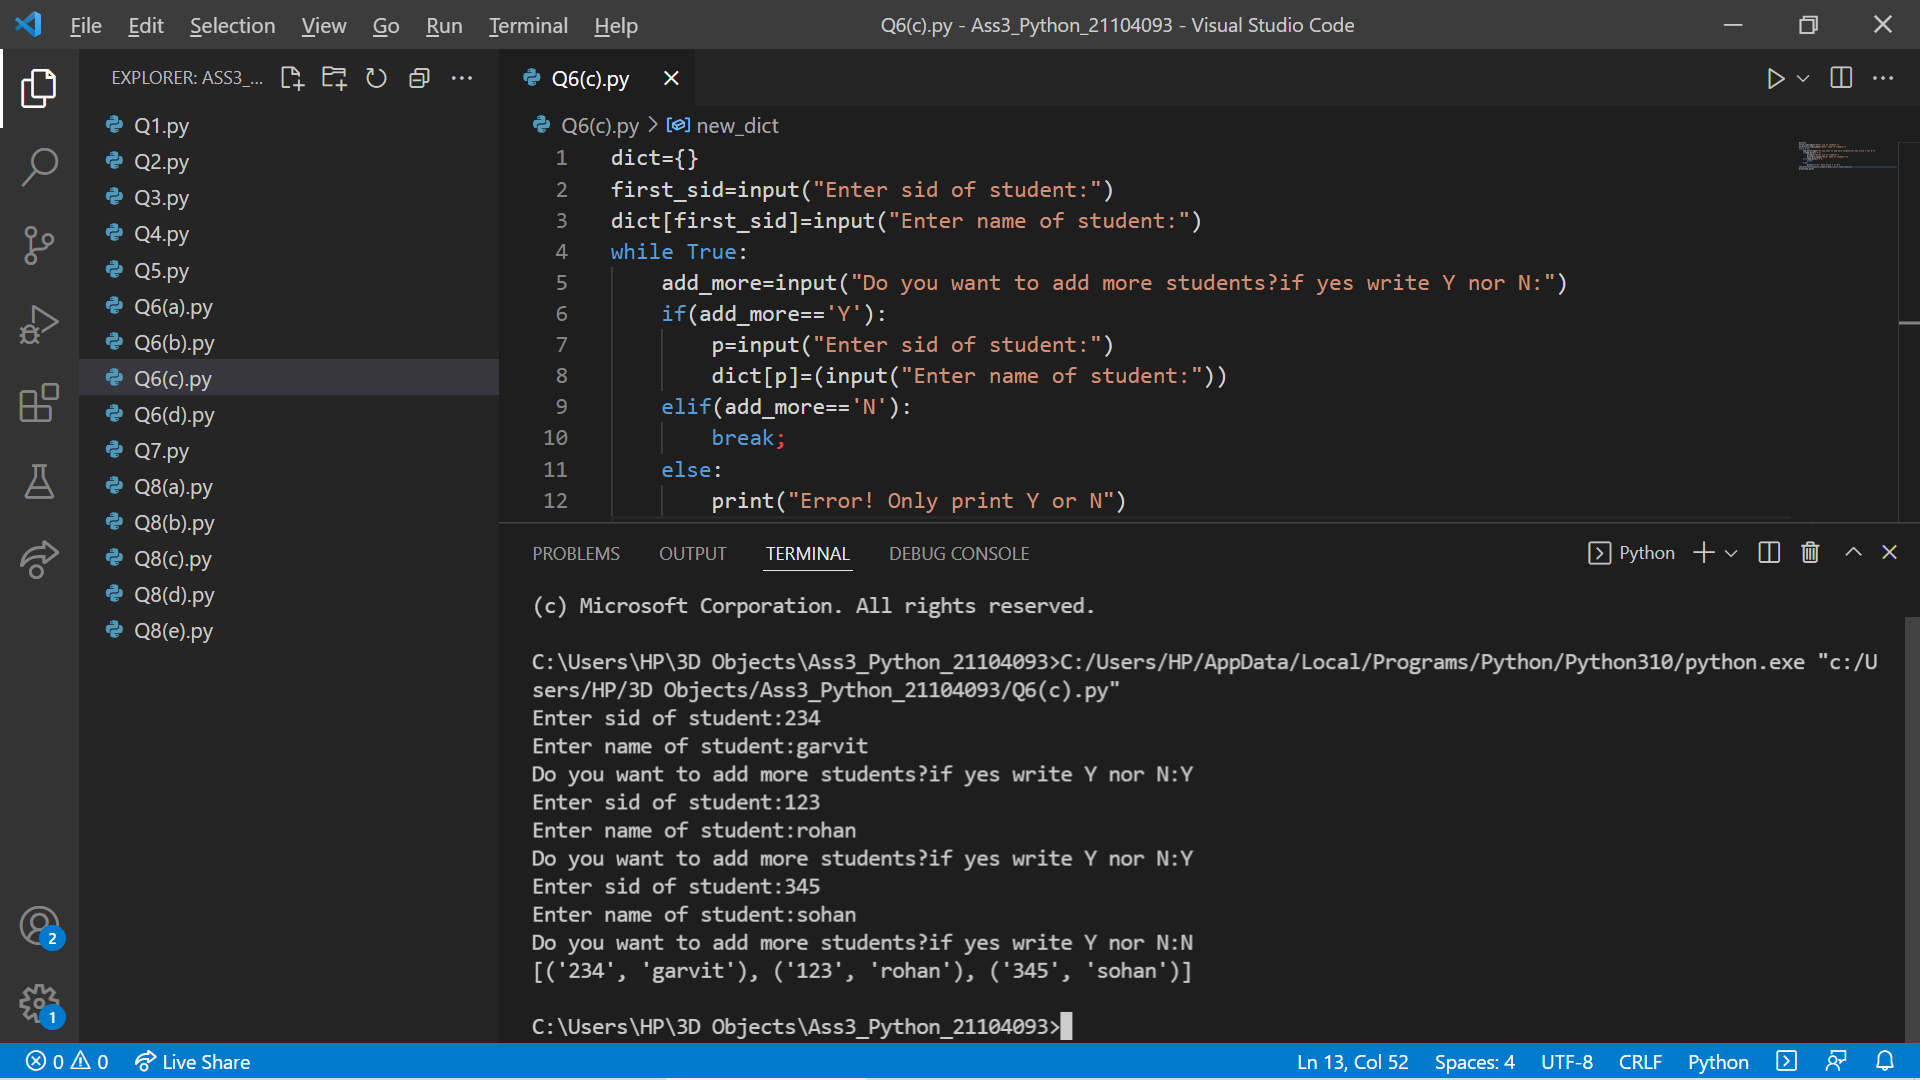 File Edit Selection View Go Run Terminal Help Q6(c).py - Ass3_Python_21104093 - Visual Studio Code
EXPLORER: ASS3_...
Q1.py
Q2.py
Q3.py
Q4.py
Q5.py
Q6(a).py
Q6(b).py
Q6(c).py
Q6(d).py
Q7.py
Q8(a).py
Q8(b).py
Q8(c).py
Q8(d).py
Q8(e).py
Q6(c).py
Q6(c).py > new_dict
1 dict={}
2 first_sid=input("Enter sid of student:")
3 dict[first_sid]=input("Enter name of student:")
4 while True:
5 add_more=input("Do you want to add more students?if yes write Y nor N:")
6 if(add_more=='Y'):
7 p=input("Enter sid of student:")
8 dict[p]=(input("Enter name of student:"))
9 elif(add_more=='N'):
10 break;
11 else:
12 print("Error! Only print Y or N")
PROBLEMS OUTPUT TERMINAL DEBUG CONSOLE Python
(c) Microsoft Corporation. All rights reserved.
C:\Users\HP\3D Objects\Ass3_Python_21104093>C:/Users/HP/AppData/Local/Programs/Python/Python310/python.exe "c:/U
sers/HP/3D Objects/Ass3_Python_21104093/Q6(c).py"
Enter sid of student:234
Enter name of student:garvit
Do you want to add more students?if yes write Y nor N:Y
Enter sid of student:123
Enter name of student:rohan
Do you want to add more students?if yes write Y nor N:Y
Enter sid of student:345
Enter name of student:sohan
Do you want to add more students?if yes write Y nor N:N
[('234', 'garvit'), ('123', 'rohan'), ('345', 'sohan')]
C:\Users\HP\3D Objects\Ass3_Python_21104093>
2
1
0 0 Live Share Ln 13, Col 52 Spaces: 4 UTF-8 CRLF Python